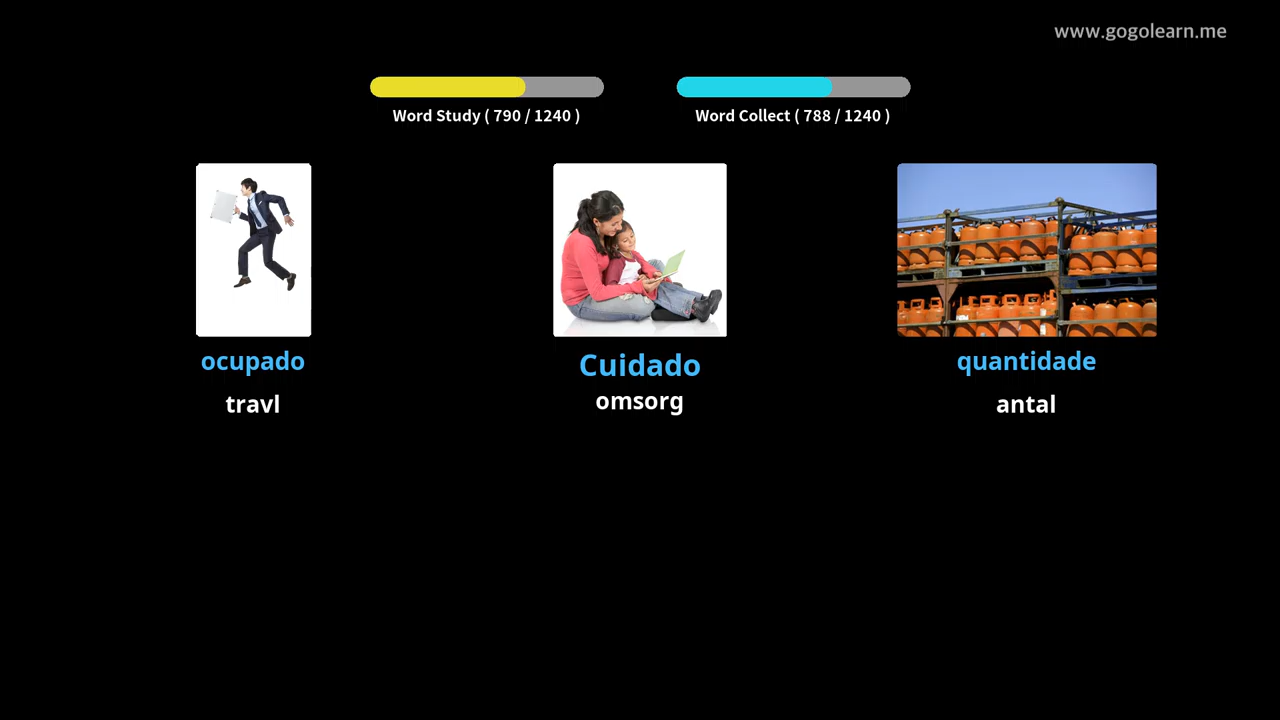 www.gogolearn.me
Word Study ( 790 / 1240 )
Word Collect ( 788 / 1240 )
ocupado
travl
Cuidado
omsorg
quantidade
antal